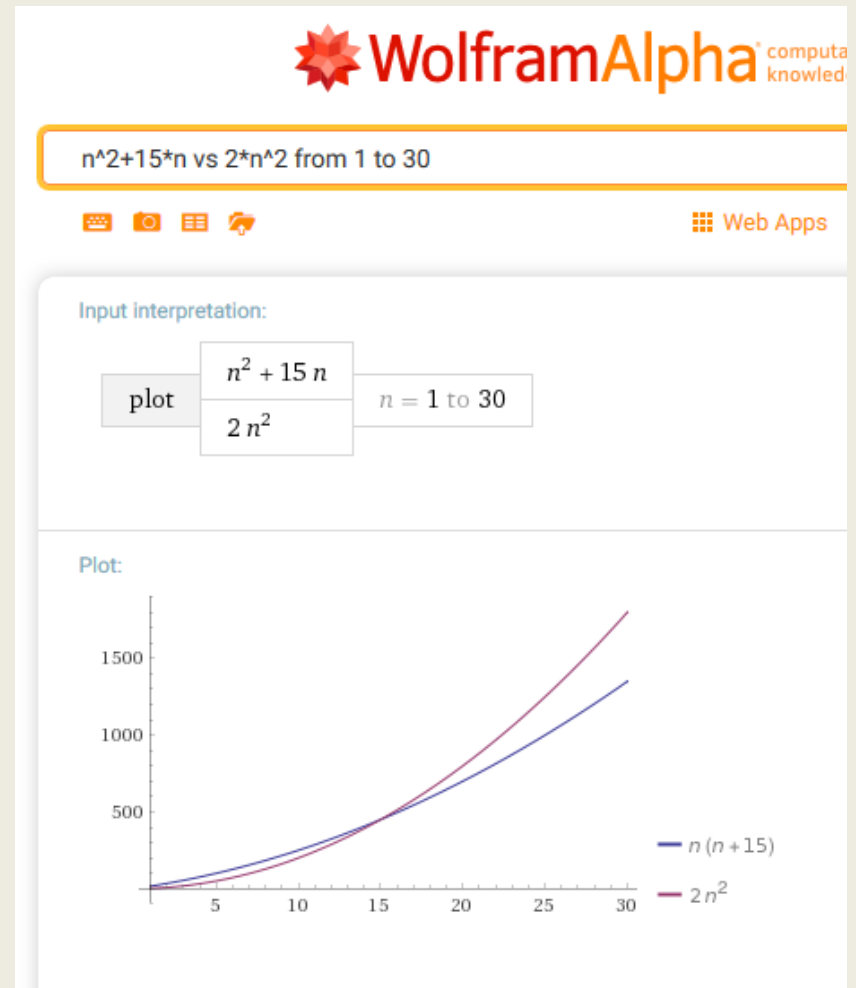 WolframAlpha computa
knowled
n^2+15*n vs 2*n^2 from 1 to 30
Web Apps
Input interpretation:
plot
n² + 15 n
2 n²
n = 1 to 30
Plot:
1500
1000
500
5 10 15 20 25 30
n (n+15)
2 n²